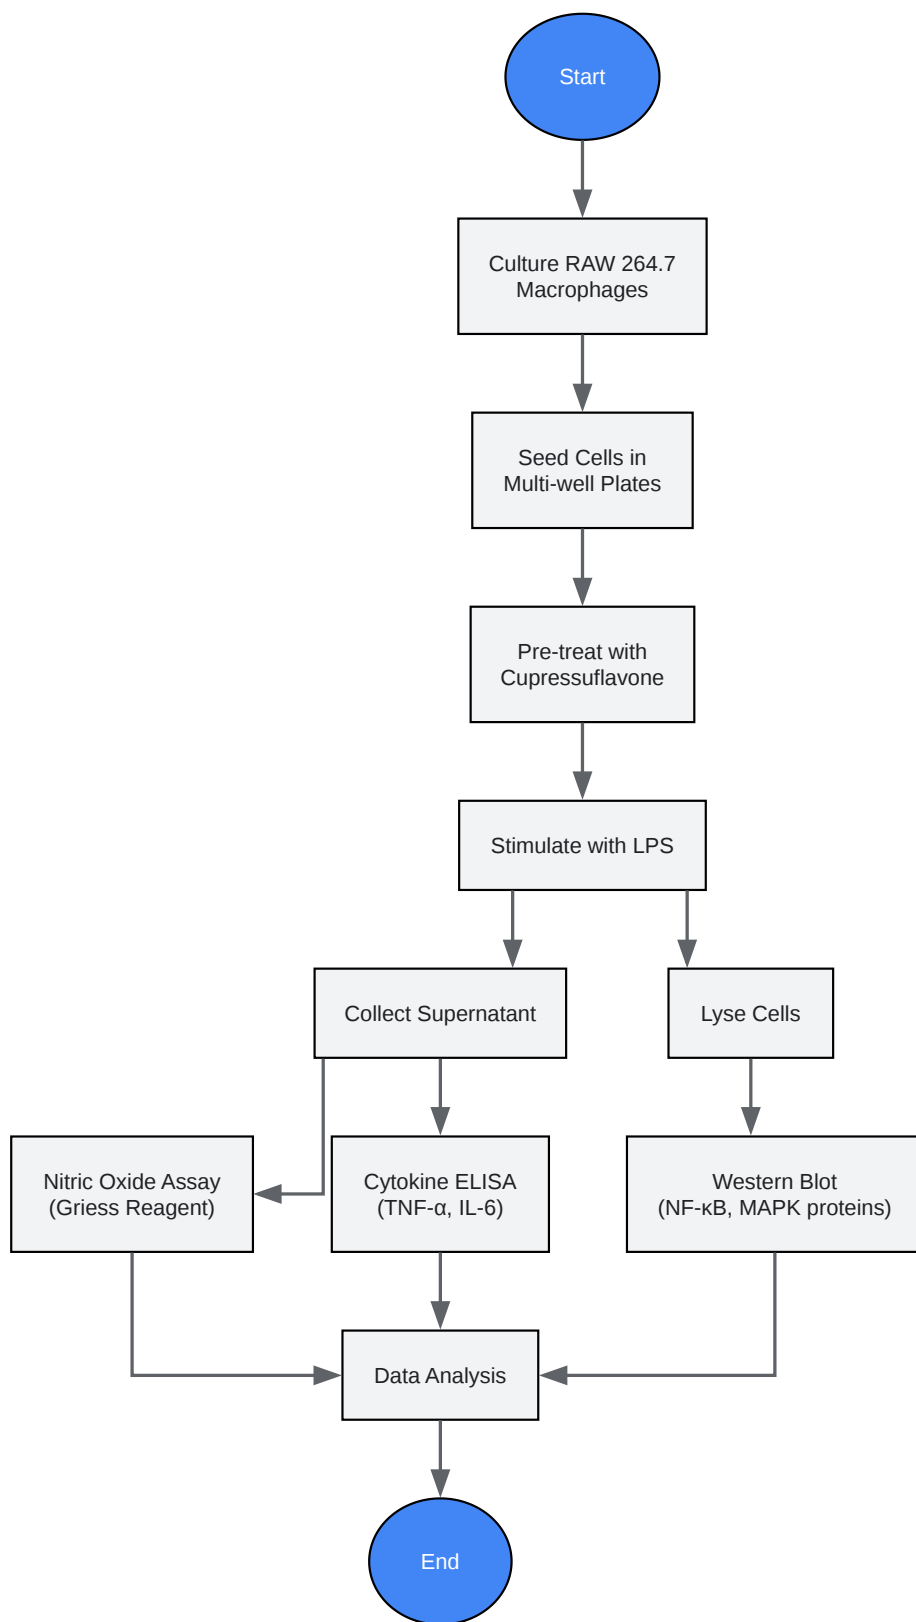 Start
Culture RAW 264.7
Macrophages
Seed Cells in
Multi-well Plates
Pre-treat with
Cupressuflavone
Stimulate with LPS
Collect Supernatant
Lyse Cells
Nitric Oxide Assay
(Griess Reagent)
Cytokine ELISA
(TNF-α, IL-6)
Western Blot
(NF-κB, MAPK proteins)
Data Analysis
End